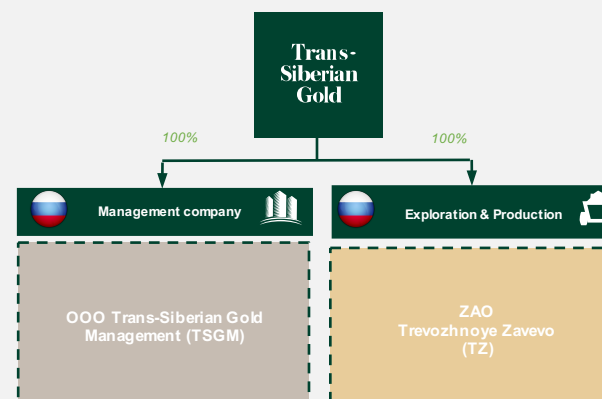 Trans-
Siberian
Gold
100%
100%
Management company
Exploration & Production
OOO Trans-Siberian Gold
Management (TSGM)
ZAO
Trevozhnoye Zavevo
(TZ)